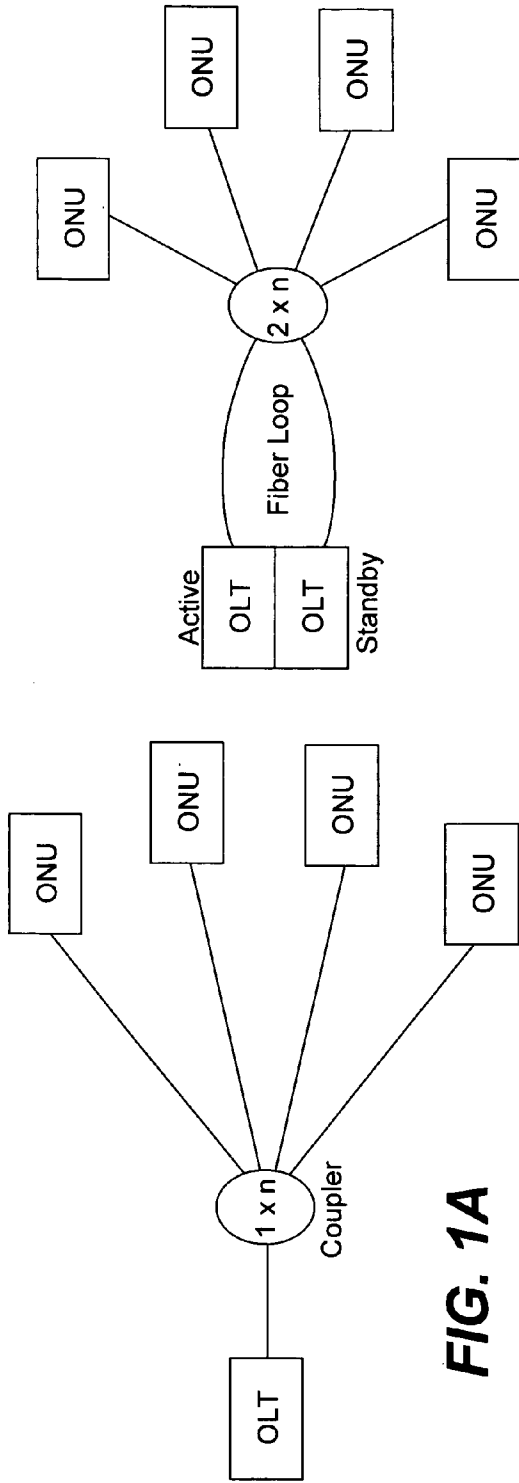 OLT
1 x n
Coupler
ONU
ONU
ONU
ONU
FIG. 1A
Active
OLT
OLT
Standby
Fiber Loop
2 x n
ONU
ONU
ONU
ONU